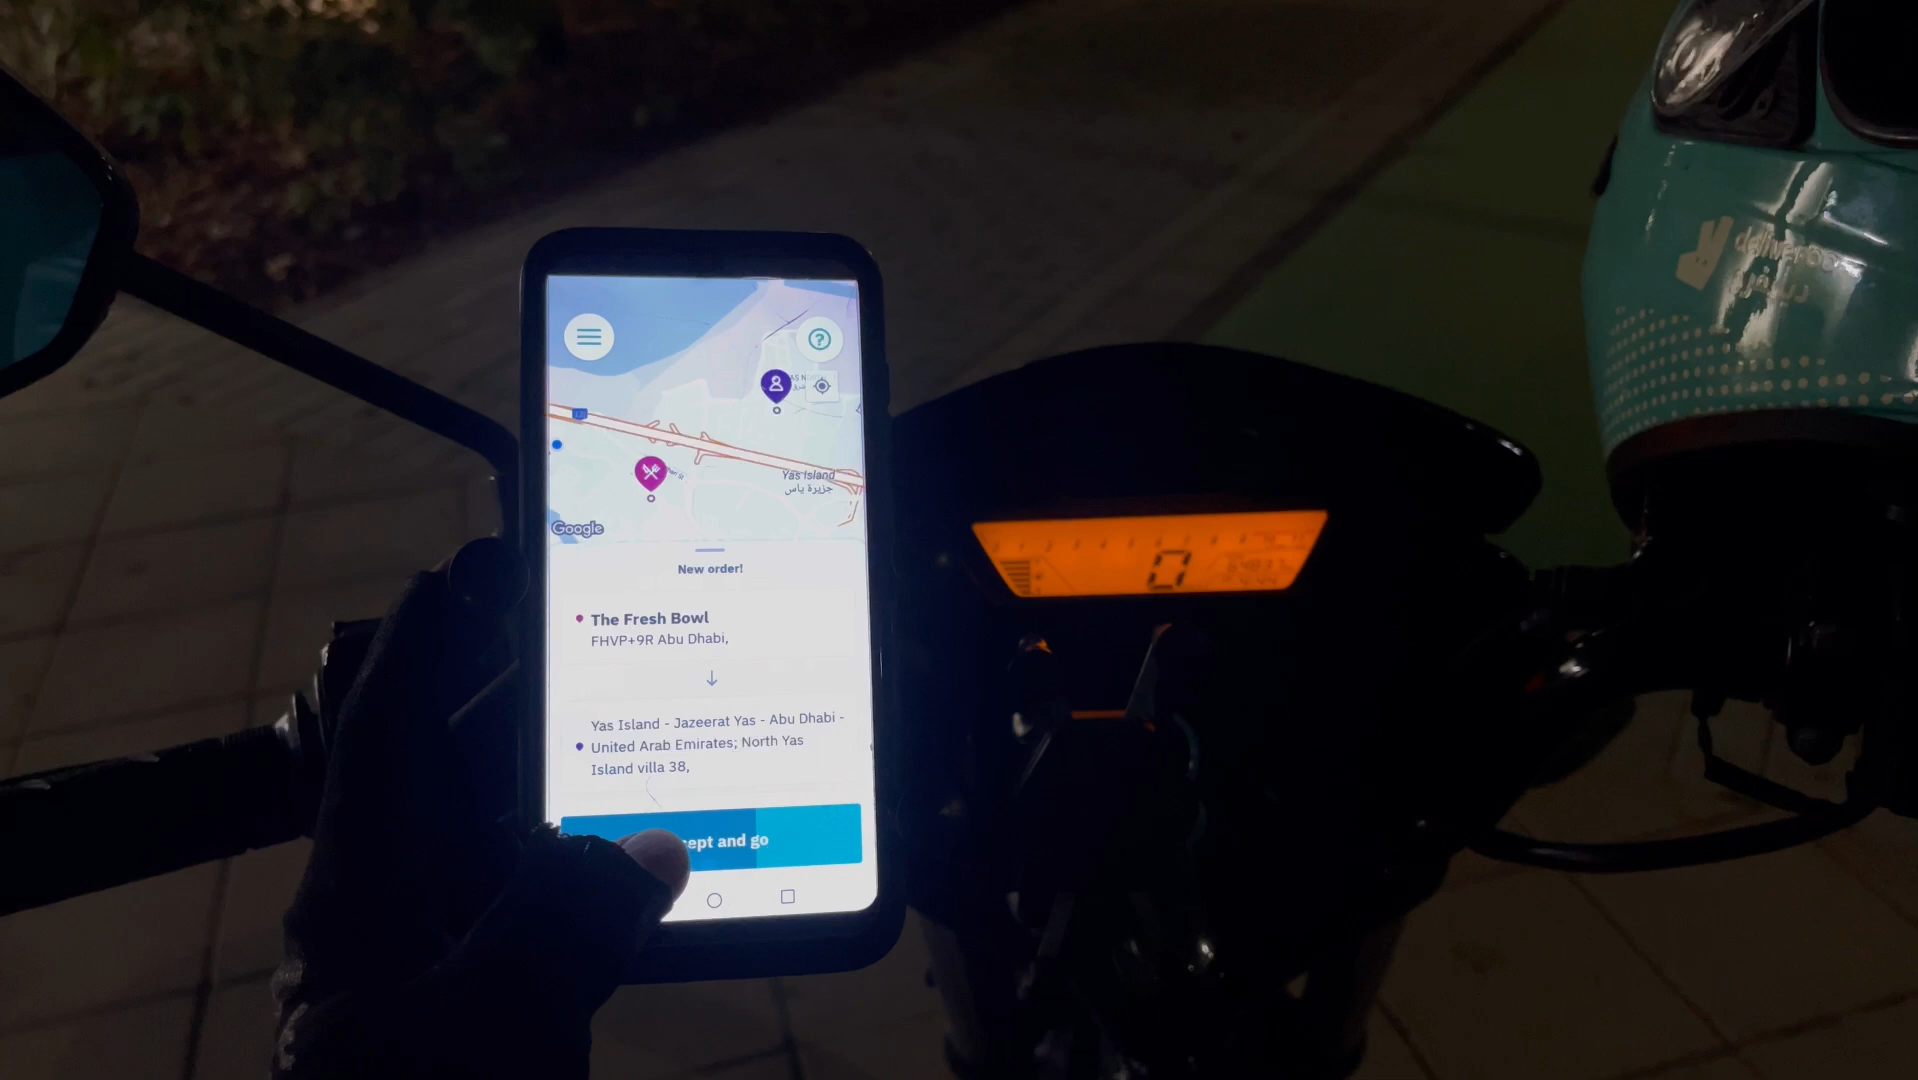 ?
Yas Island
جزيرة ياس
Google
New order!
The Fresh Bowl
FHVP+9R Abu Dhabi,
Yas Island - Jazeerat Yas - Abu Dhabi -
United Arab Emirates; North Yas
Island villa 38,
ept and go
0
deliveroo